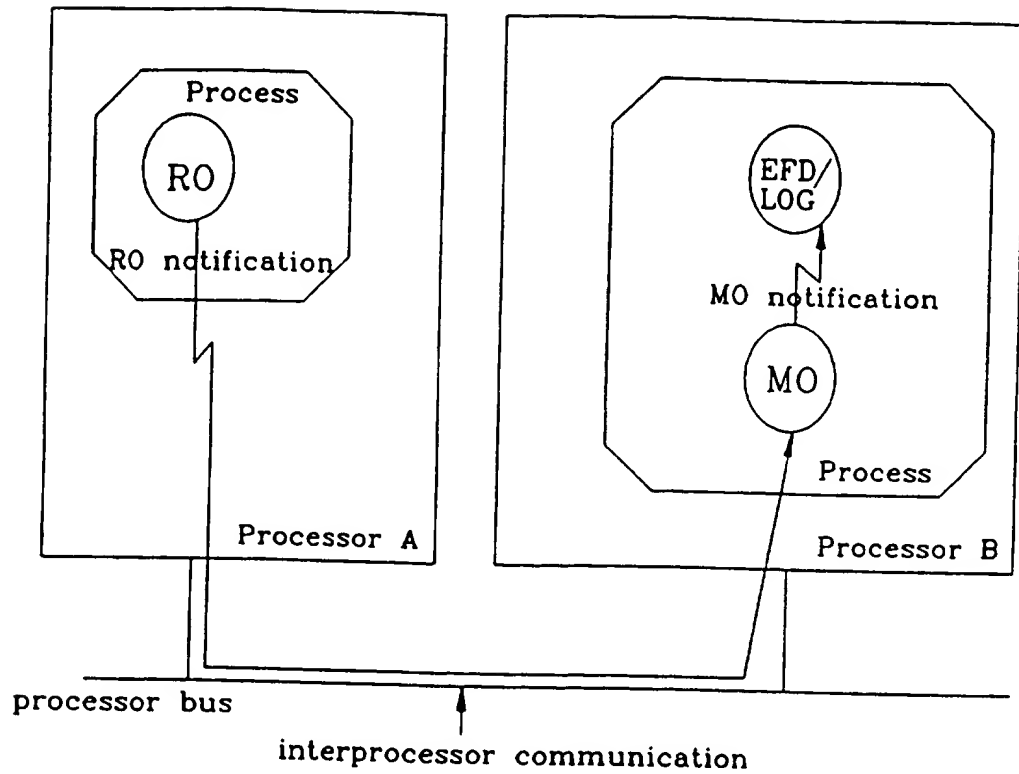 Process
RO
RO notification
Processor A
EFD/
LOG
MO notification
MO
Process
Processor B
processor bus
interprocessor communication